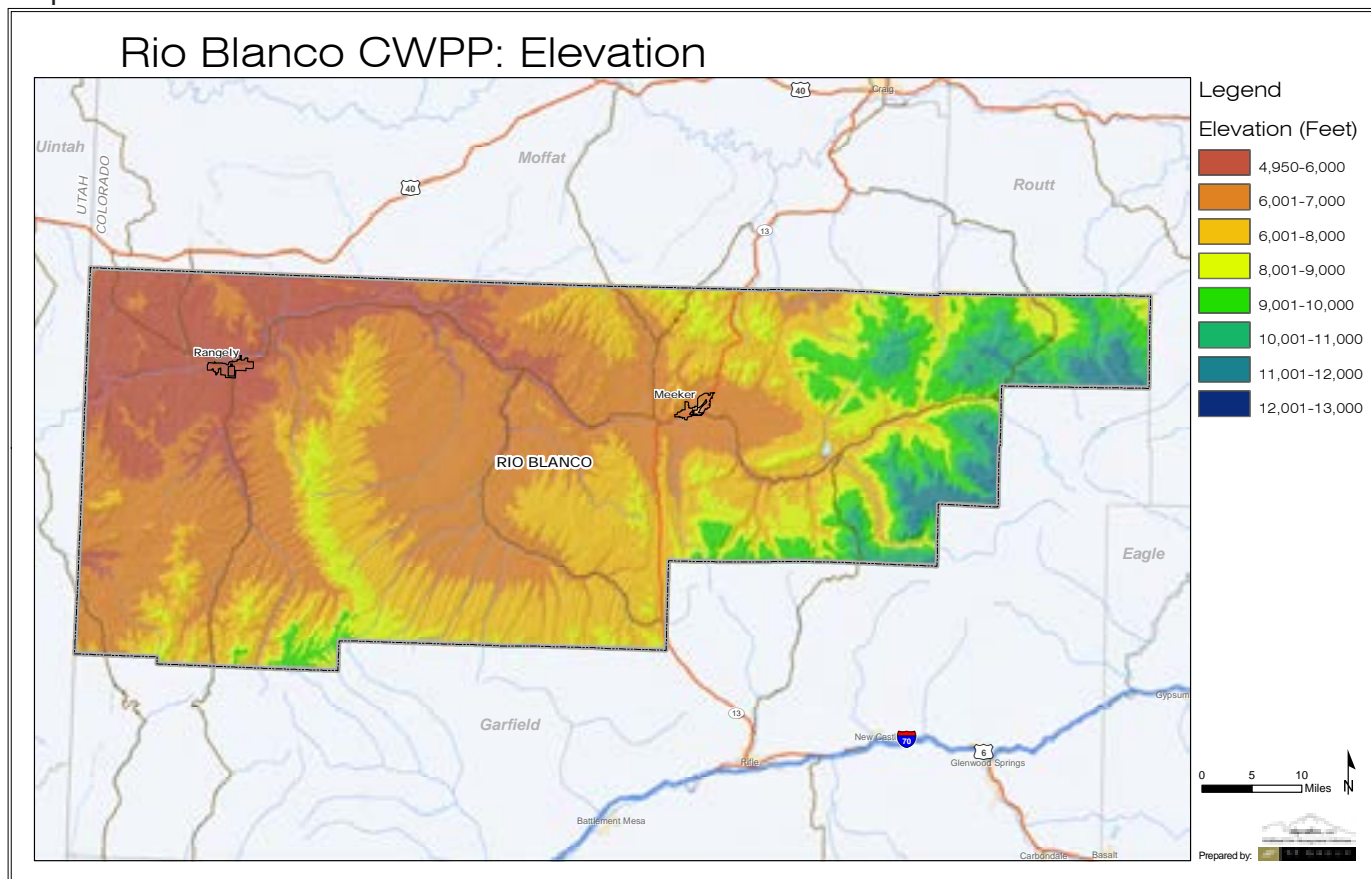 Rio Blanco CWPP: Elevation
40
Craig
Legend
Elevation (Feet)
4,950-6,000
6,001-7,000
6,001-8,000
8,001-9,000
9,001-10,000
10,001-11,000
11,001-12,000
12,001-13,000
Uintah
UTAH
COLORADO
Moffat
40
Routt
13
Rangely
Meeker
RIO BLANCO
Eagle
Garfield
13
Gypsum
New Castl
70
6
Rifle
Glenwood Springs
Battlement Mesa
Carbondale
Basalt
0 5 10
Miles
N
Prepared by: